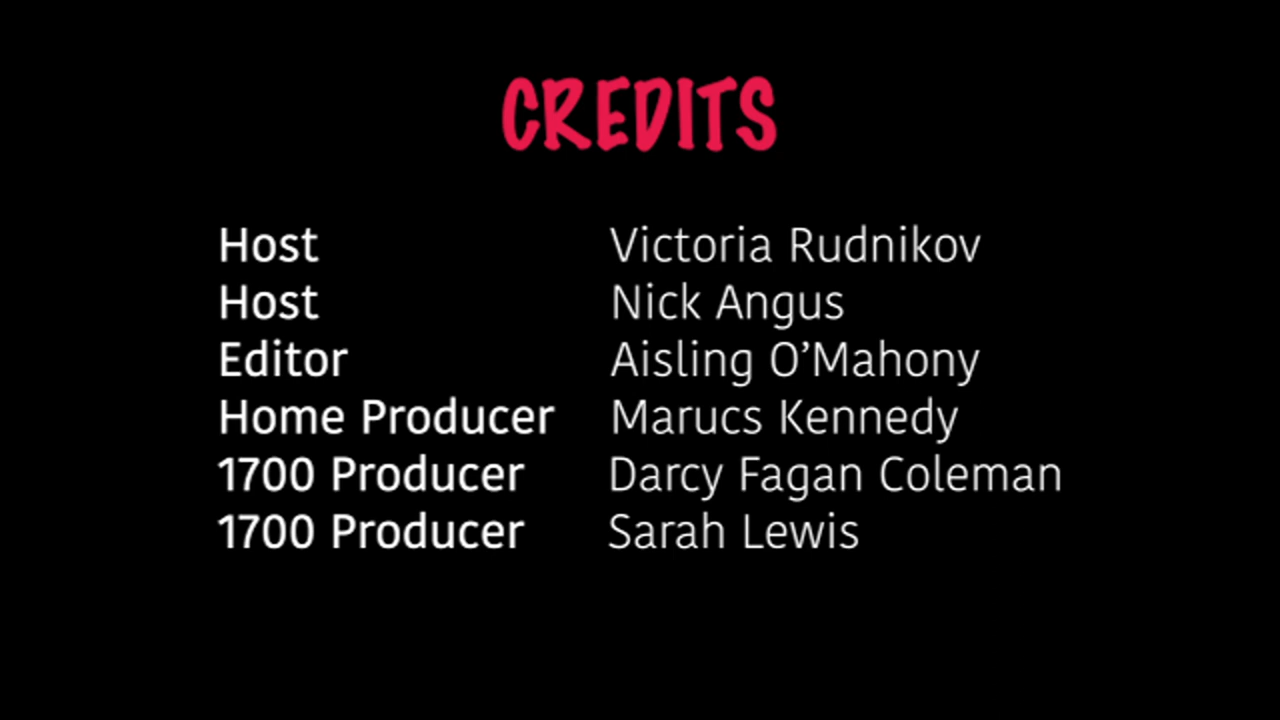 CREDITS
Host Victoria Rudnikov
Host Nick Angus
Editor Aisling O’Mahony
Home Producer Marucs Kennedy
1700 Producer Darcy Fagan Coleman
1700 Producer Sarah Lewis